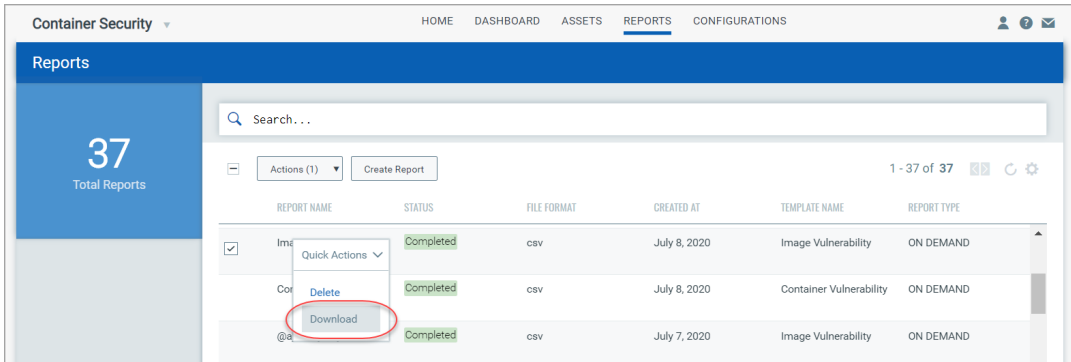 Container Security
HOME DASHBOARD ASSETS REPORTS CONFIGURATIONS
Reports
37
Total Reports
Search...
Actions (1) Create Report
1 - 37 of 37
REPORT NAME STATUS FILE FORMAT CREATED AT TEMPLATE NAME REPORT TYPE
Ima Completed csv July 8, 2020 Image Vulnerability ON DEMAND
Quick Actions
Con Completed csv July 8, 2020 Container Vulnerability ON DEMAND
Delete
Download
@a Completed csv July 7, 2020 Image Vulnerability ON DEMAND